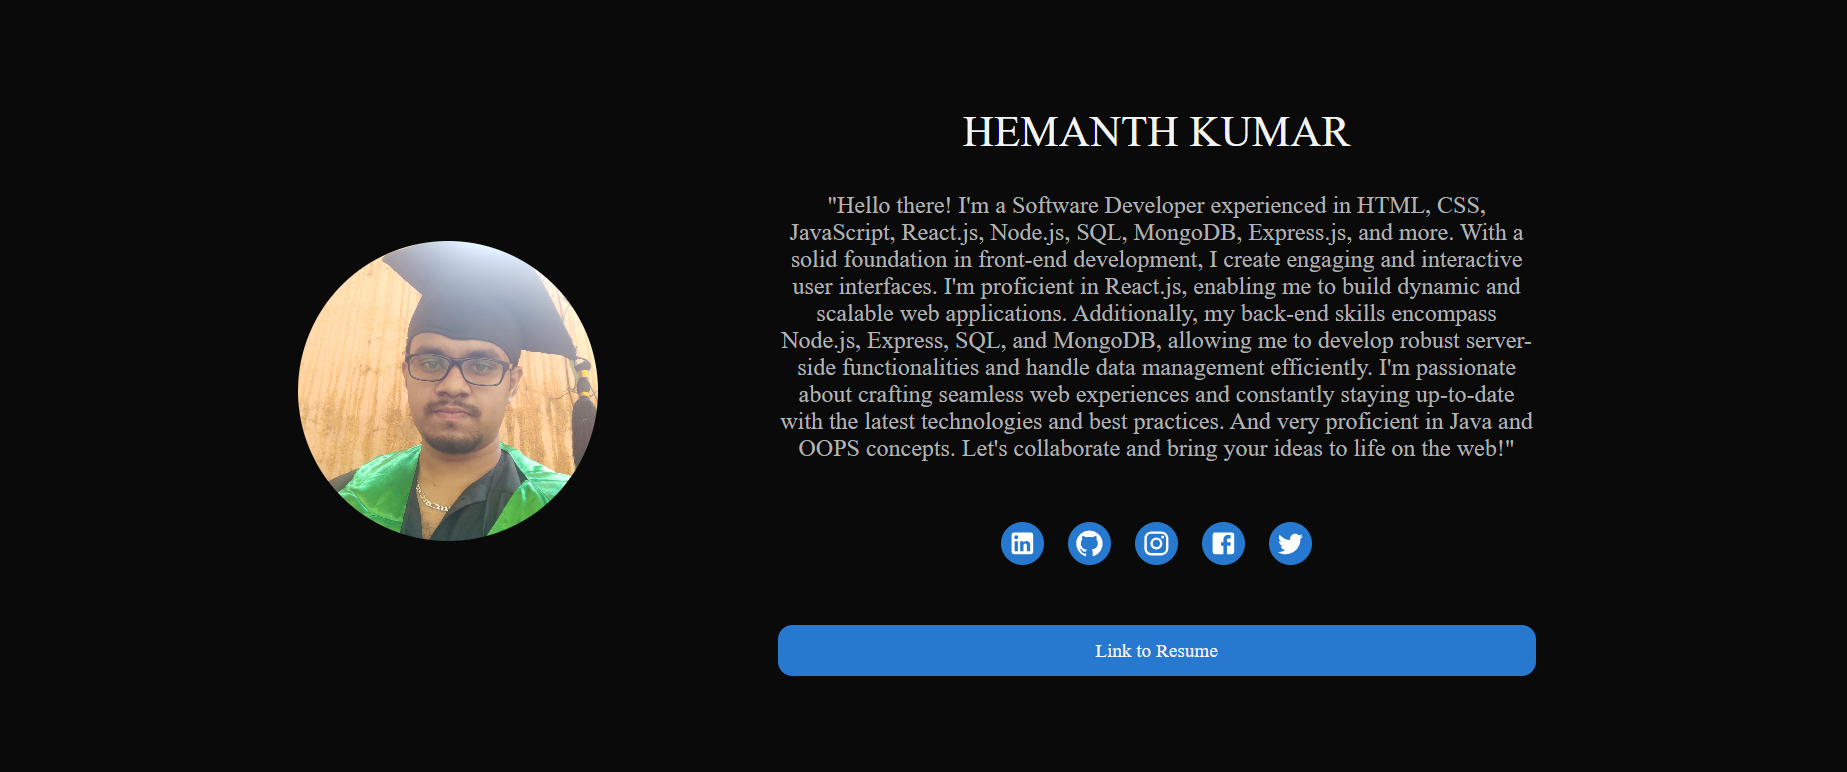 HEMANTH KUMAR
"Hello there! I'm a Software Developer experienced in HTML, CSS,
JavaScript, React.js, Node.js, SQL, MongoDB, Express.js, and more. With a
solid foundation in front-end development, I create engaging and interactive
user interfaces. I'm proficient in React.js, enabling me to build dynamic and
scalable web applications. Additionally, my back-end skills encompass
Node.js, Express, SQL, and MongoDB, allowing me to develop robust server-
side functionalities and handle data management efficiently. I'm passionate
about crafting seamless web experiences and constantly staying up-to-date
with the latest technologies and best practices. And very proficient in Java and
OOPS concepts. Let's collaborate and bring your ideas to life on the web!"
Link to Resume